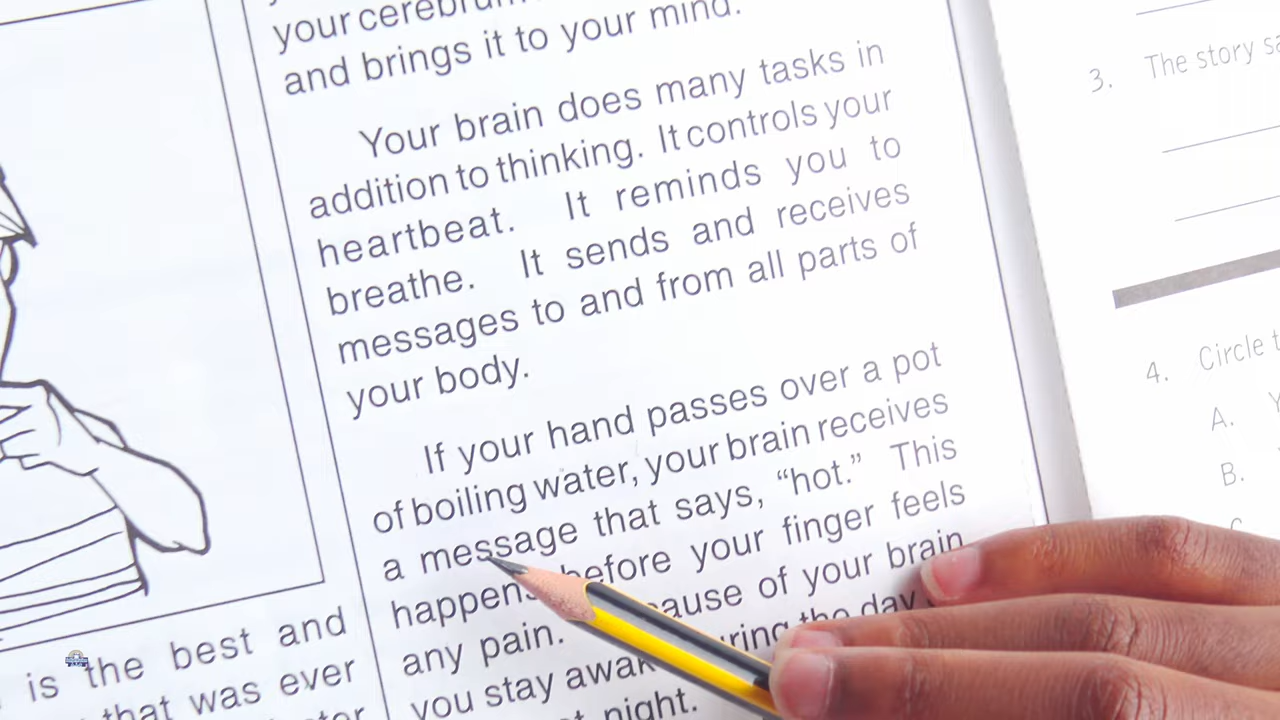 your cerebrum
and brings it to your mind.
Your brain does many tasks in
addition to thinking. It controls your
heartbeat. It reminds you to
breathe. It sends and receives
messages to and from all parts of
your body.
If your hand passes over a pot
of boiling water, your brain receives
a message that says, “hot.” This
happens before your finger feels
any pain. of your brain
you stay the day
night.
is the best and
that was ever
3. The story
4. Circle
A.
B.